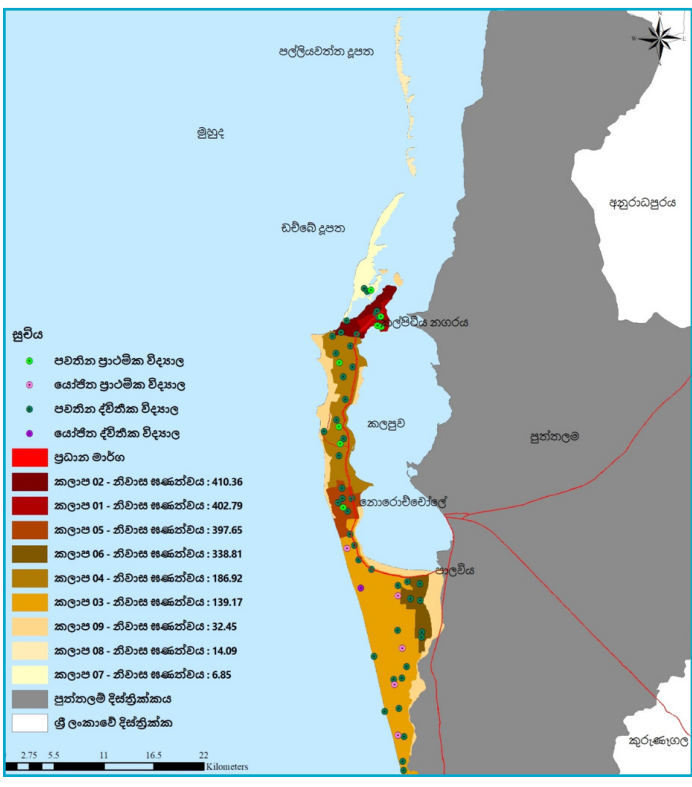 N
W
E
S
පල්ලියවත්ත දූපත
මුහුද
අනුරාධපුරය
ඩච්බේ දූපත
කල්පිටිය නගරය
කලපුව
පුත්තලම
නොරොච්චෝලේ
පාලවිය
කුරුණෑගල
සුචිය
පවතින ප්‍රාථමික විද්‍යාල
යෝජිත ප්‍රාථමික විද්‍යාල
පවතින ද්විතීක විද්‍යාල
යෝජිත ද්විතීක විද්‍යාල
ප්‍රධාන මාර්ග
කලාප 02 - නිවාස ඝණත්වය : 410.36
කලාප 01 - නිවාස ඝණත්වය : 402.79
කලාප 05 - නිවාස ඝණත්වය : 397.65
කලාප 06 - නිවාස ඝණත්වය : 338.81
කලාප 04 - නිවාස ඝණත්වය : 186.92
කලාප 03 - නිවාස ඝණත්වය : 139.17
කලාප 09 - නිවාස ඝණත්වය : 32.45
කලාප 08 - නිවාස ඝණත්වය : 14.09
කලාප 07 - නිවාස ඝණත්වය : 6.85
පුත්තලම් දිස්ත්‍රික්කය
ශ්‍රී ලංකාවේ දිස්ත්‍රික්ක
2.75 5.5 11 16.5 22
Kilometers